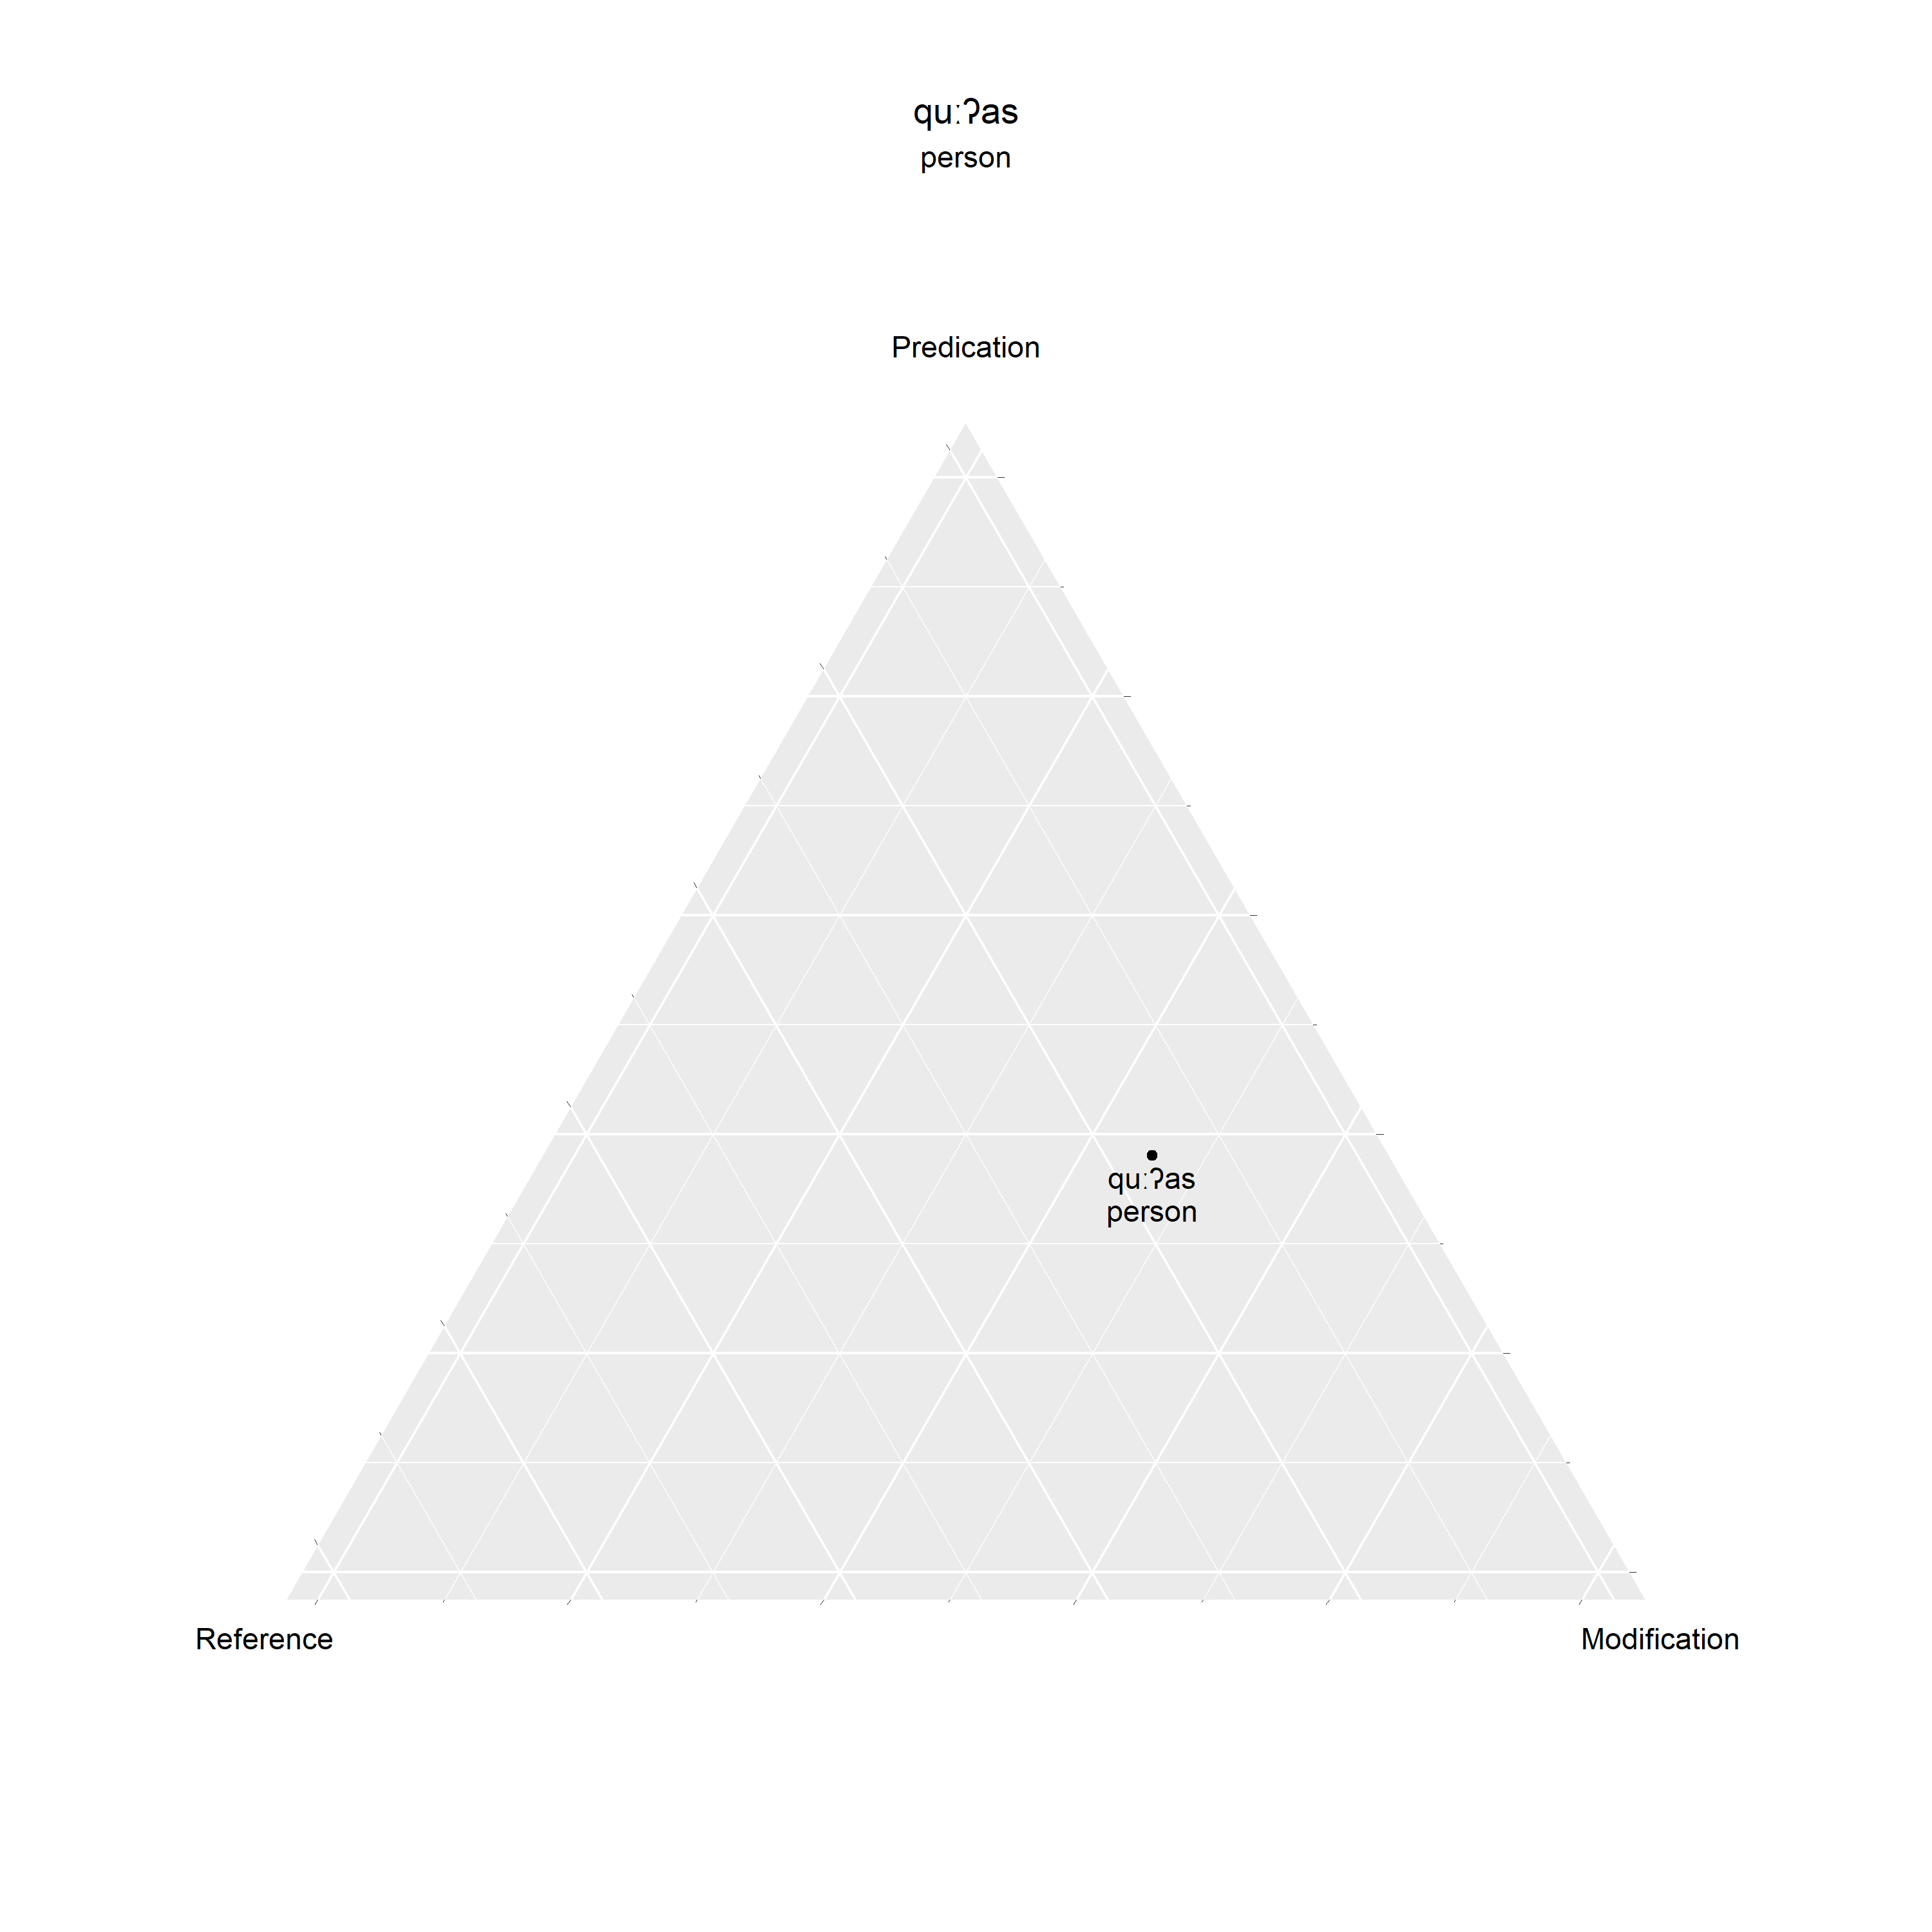 quːʔas
person
Predication
quːʔas
person
Reference
Modification